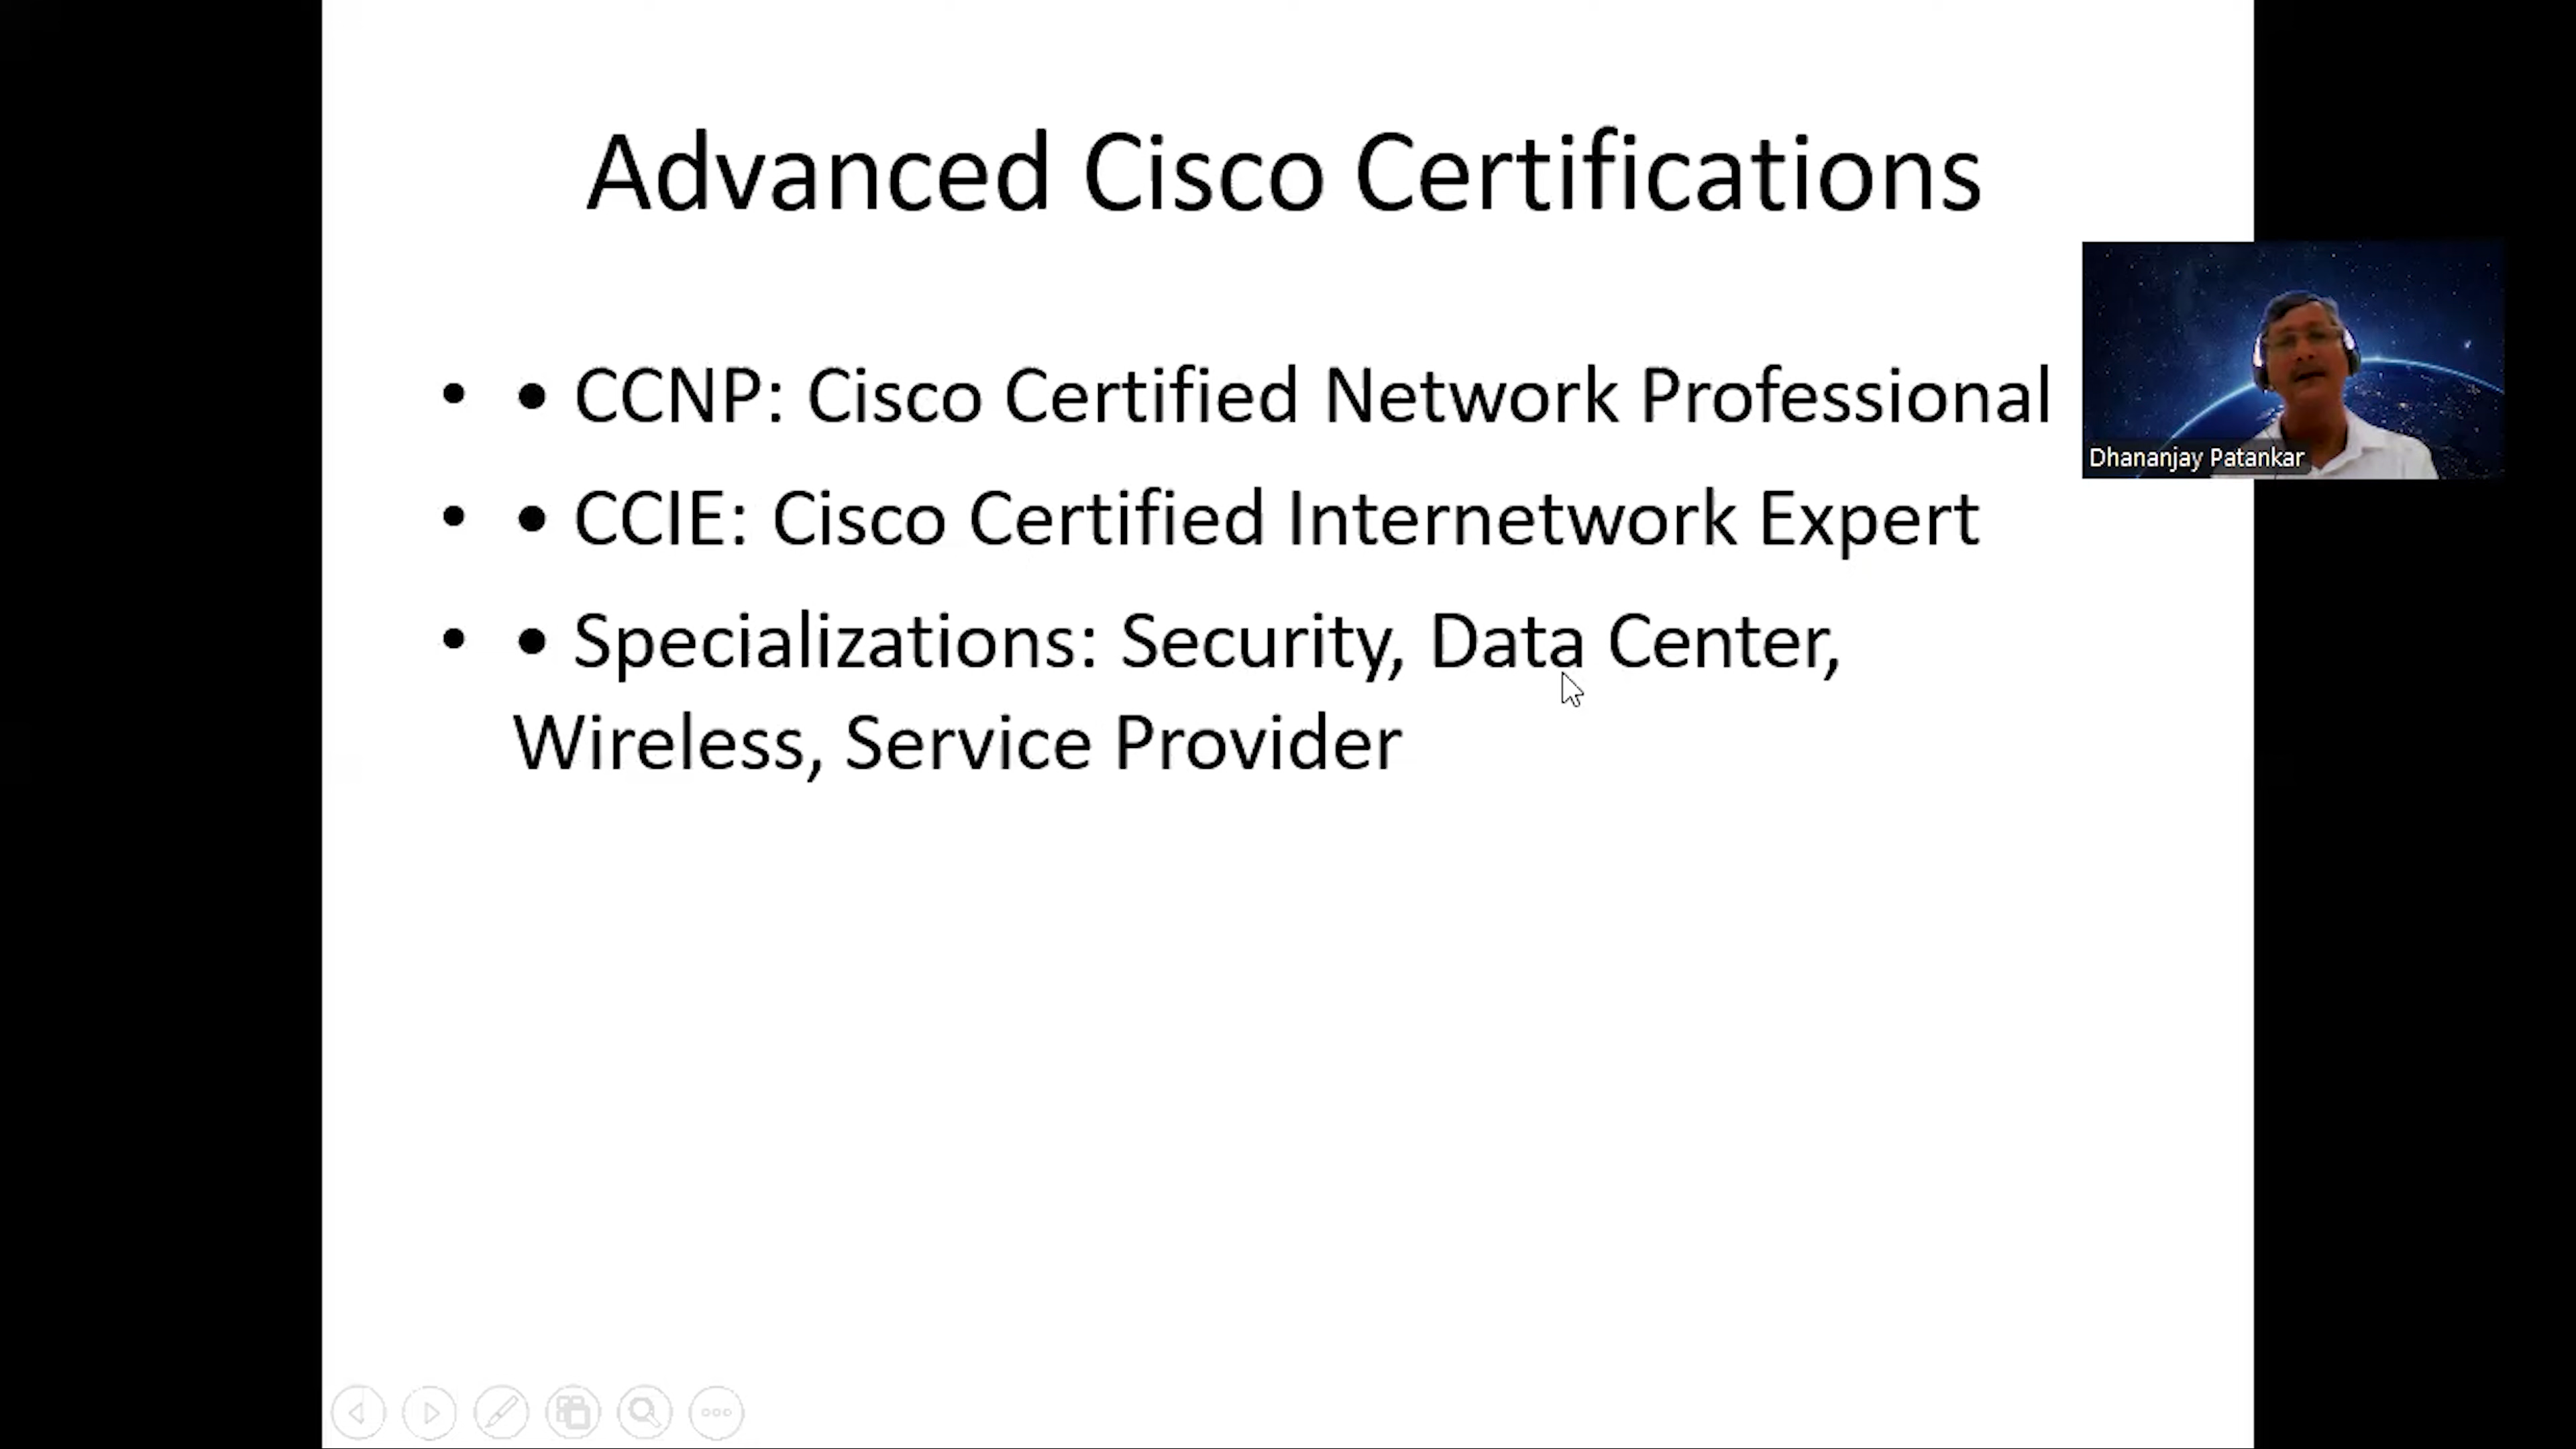 Advanced Cisco Certifications
• • CCNP: Cisco Certified Network Professional
• • CCIE: Cisco Certified Internetwork Expert
• • Specializations: Security, Data Center,
Wireless, Service Provider
Dhananjay Patankar